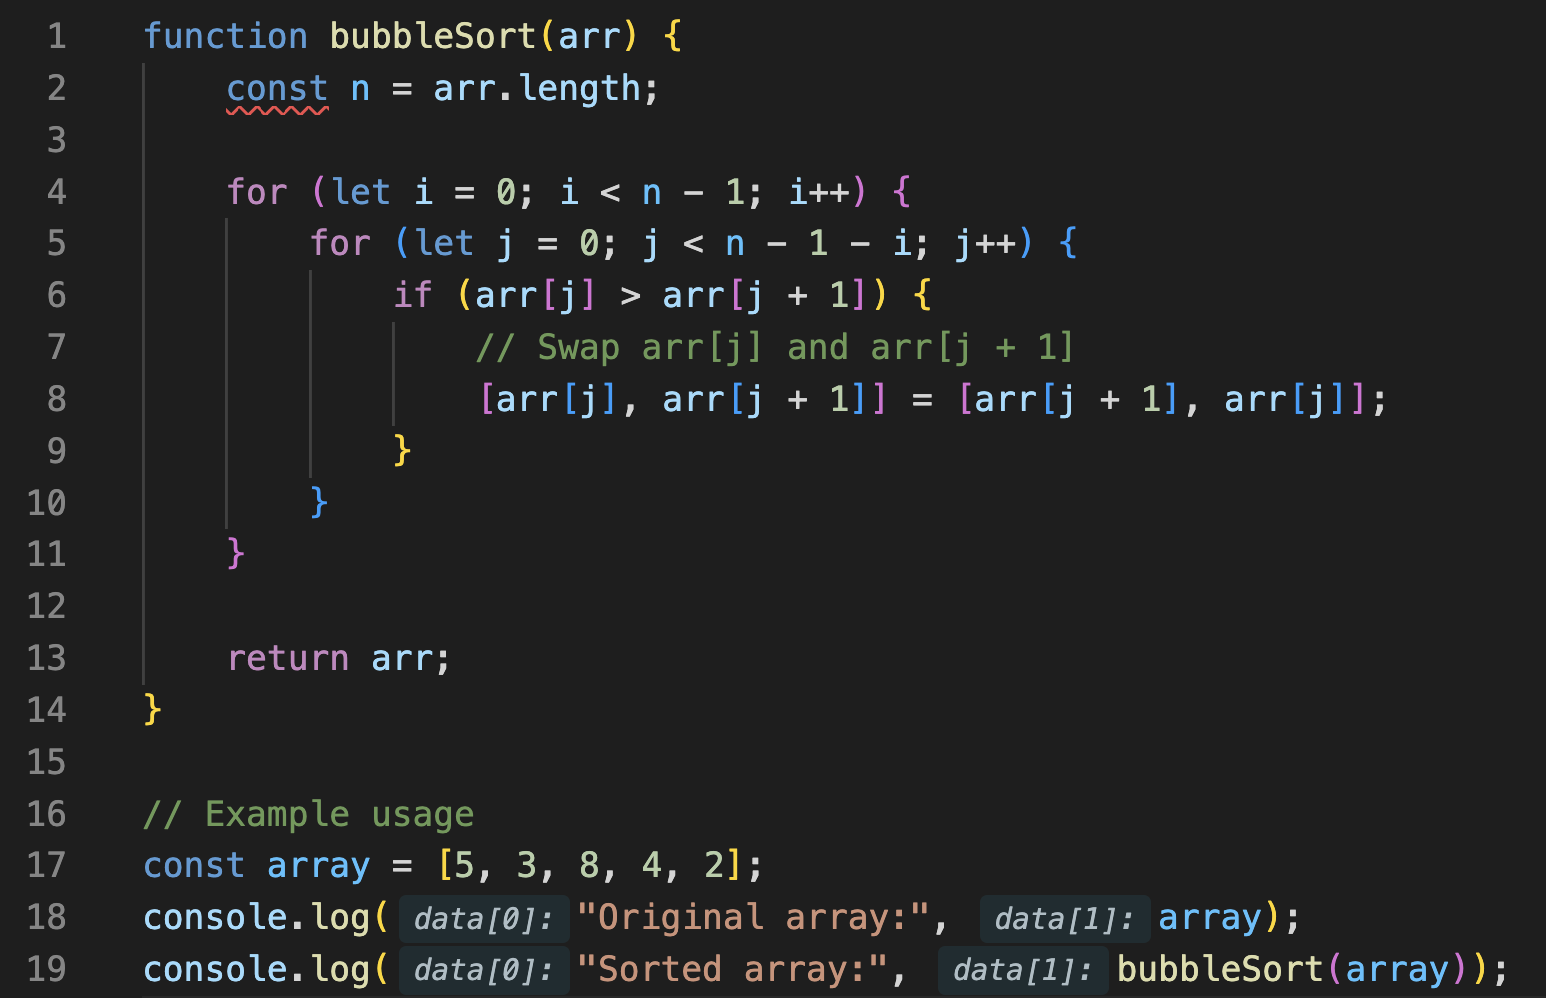 1 function bubbleSort(arr) {
2     const n = arr.length;
3
4     for (let i = 0; i < n - 1; i++) {
5         for (let j = 0; j < n - 1 - i; j++) {
6             if (arr[j] > arr[j + 1]) {
7                 // Swap arr[j] and arr[j + 1]
8                 [arr[j], arr[j + 1]] = [arr[j + 1], arr[j]];
9             }
10         }
11     }
12
13     return arr;
14 }
15
16 // Example usage
17 const array = [5, 3, 8, 4, 2];
18 console.log( data[0]: "Original array:", data[1]: array);
19 console.log( data[0]: "Sorted array:", data[1]: bubbleSort(array));